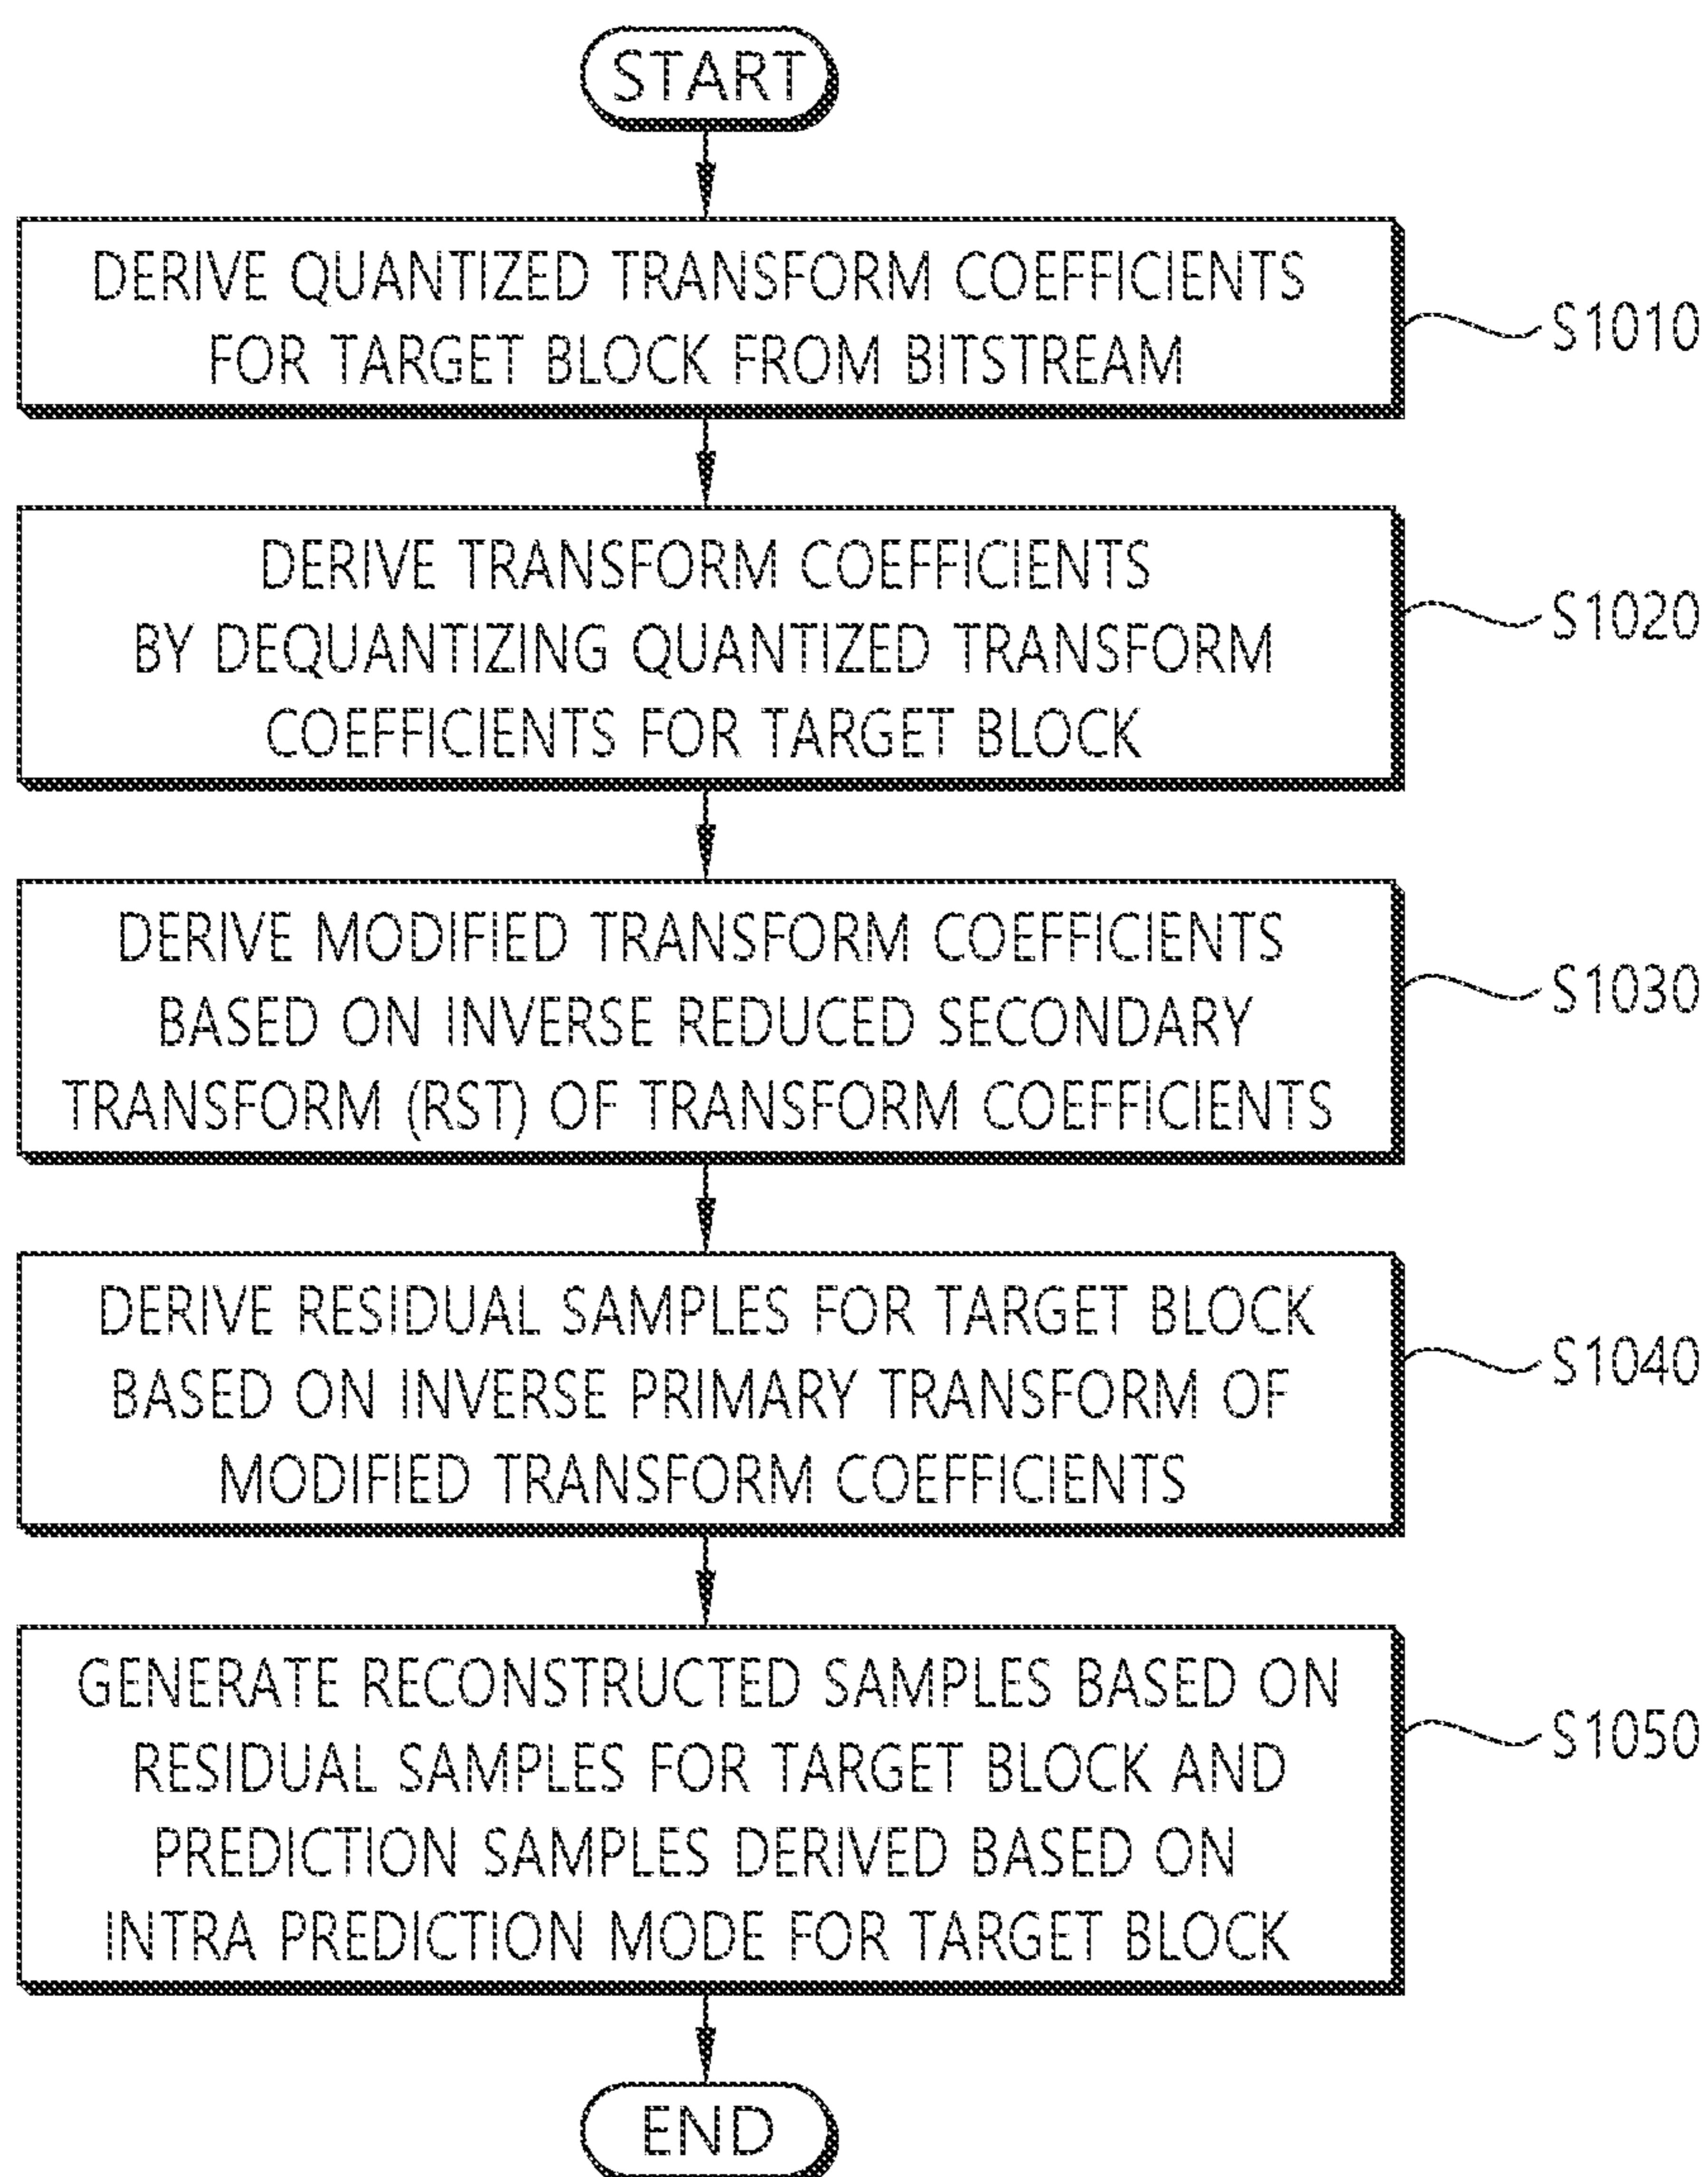 START
DERIVE QUANTIZED TRANSFORM COEFFICIENTS
FOR TARGET BLOCK FROM BITSTREAM
S1010
DERIVE TRANSFORM COEFFICIENTS
BY DEQUANTIZING QUANTIZED TRANSFORM
COEFFICIENTS FOR TARGET BLOCK
S1020
DERIVE MODIFIED TRANSFORM COEFFICIENTS
BASED ON INVERSE REDUCED SECONDARY
TRANSFORM (RST) OF TRANSFORM COEFFICIENTS
S1030
DERIVE RESIDUAL SAMPLES FOR TARGET BLOCK
BASED ON INVERSE PRIMARY TRANSFORM OF
MODIFIED TRANSFORM COEFFICIENTS
S1040
GENERATE RECONSTRUCTED SAMPLES BASED ON
RESIDUAL SAMPLES FOR TARGET BLOCK AND
PREDICTION SAMPLES DERIVED BASED ON
INTRA PREDICTION MODE FOR TARGET BLOCK
S1050
END